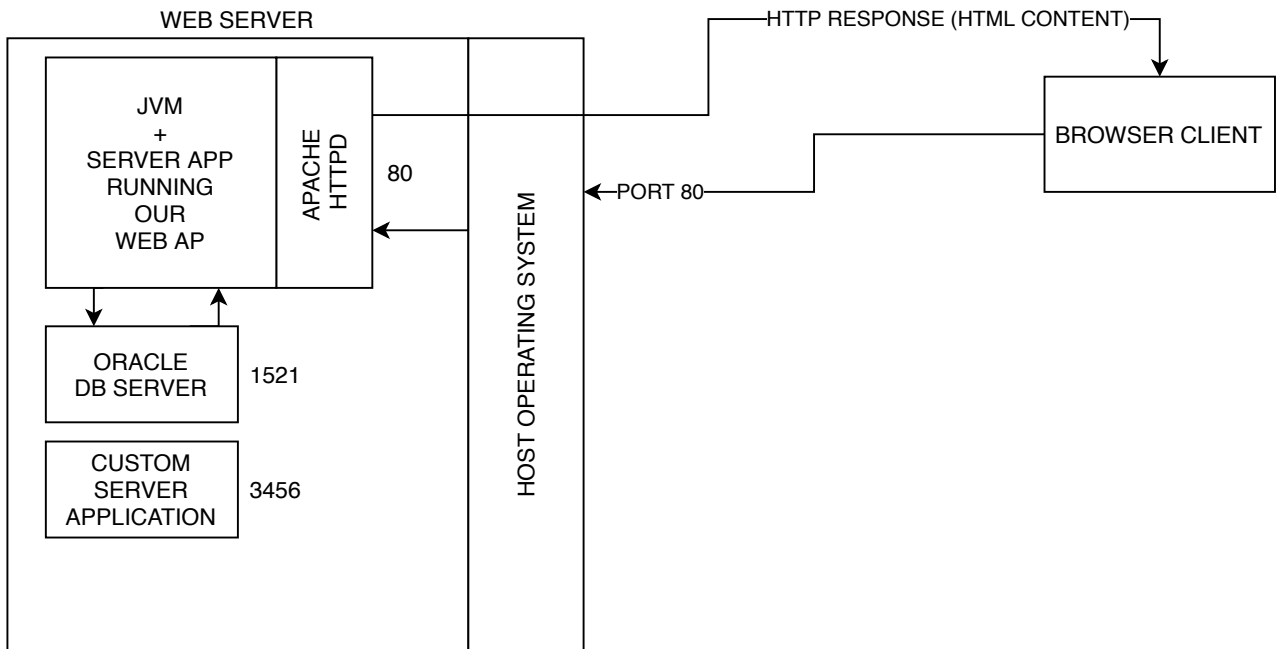 WEB SERVER
HTTP RESPONSE (HTML CONTENT)
JVM
+
SERVER APP
RUNNING
OUR
WEB AP
APACHE
HTTPD
80
BROWSER CLIENT
PORT 80
HOST OPERATING SYSTEM
ORACLE
DB SERVER
1521
CUSTOM
SERVER
APPLICATION
3456